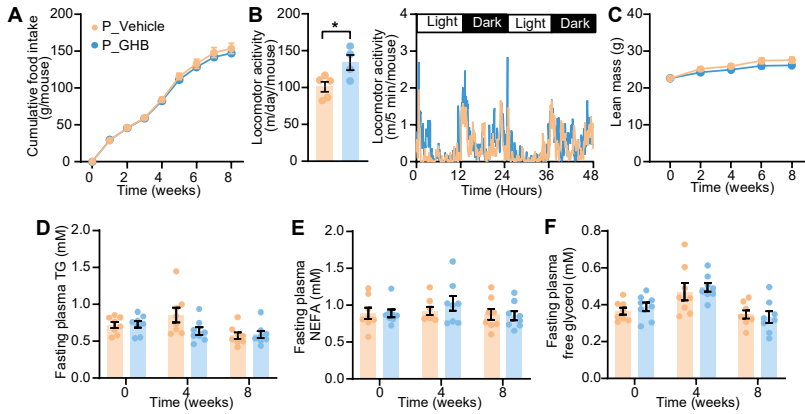 A
P_Vehicle
P_GHB
Cumulative food intake
(g/mouse)
200
150
100
50
0
0 2 4 6 8
Time (weeks)
B
*
Locomotor acitivity
(m/day/mouse)
200
150
100
50
0
Light Dark Light Dark
Locomotor acitivity
(m/5 min/mouse)
4
3
2
1
0
0 12 24 36 48
Time (Hours)
C
Lean mass (g)
50
40
30
20
10
0
0 2 4 6 8
Time (weeks)
D
Fasting plasma TG (mM)
2.0
1.5
1.0
0.5
0.0
0 4 8
Time (weeks)
E
Fasting plasma
NEFA (mM)
2.0
1.5
1.0
0.5
0.0
0 4 8
Time (weeks)
F
Fasting plasma
free glycerol (mM)
0.8
0.6
0.4
0.2
0.0
0 4 8
Time (weeks)